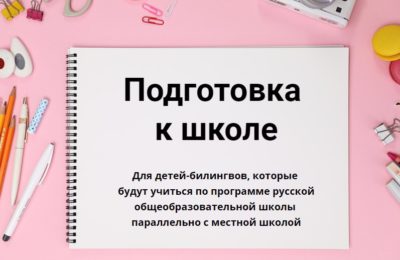 Подготовка
к школе
Для детей-билингвов, которые
будут учиться по программе русской
общеобразовательной школы
параллельно с местной школой